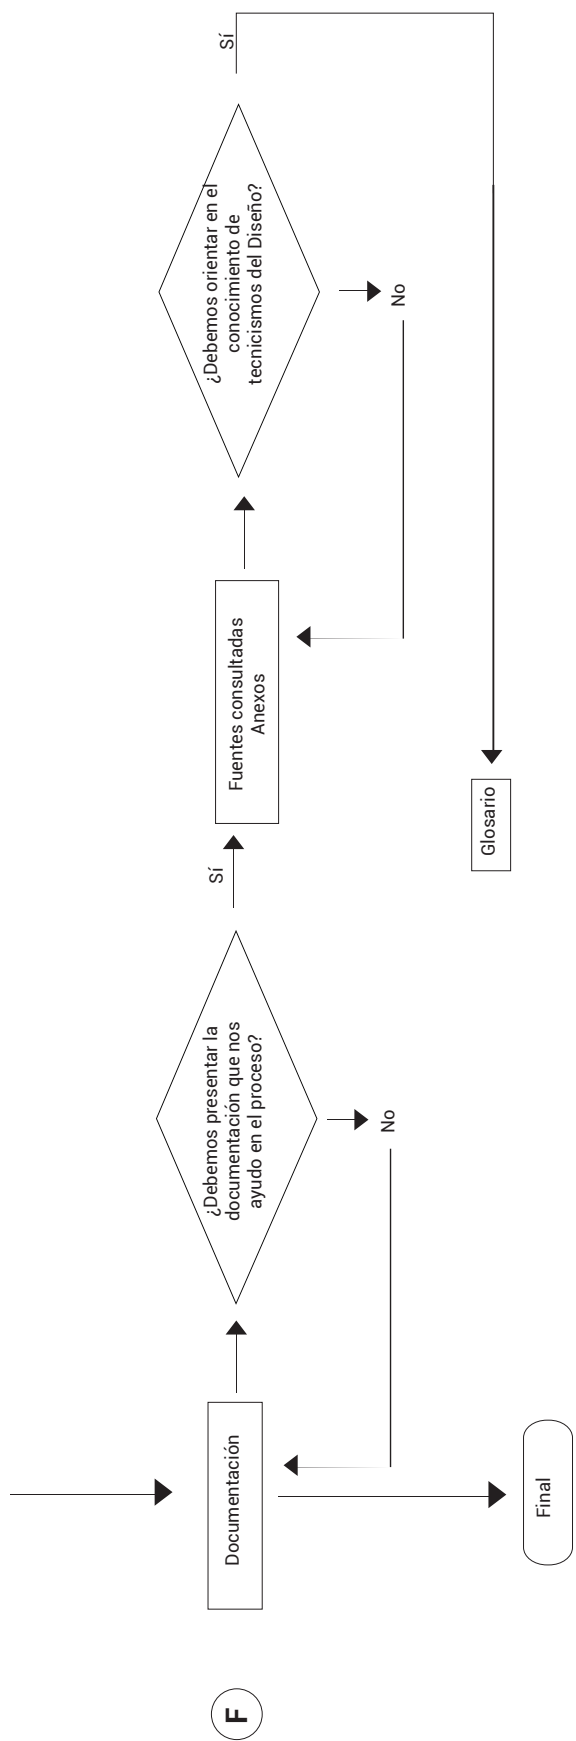 F
Documentación
¿Debemos presentar la
documentación que nos
ayudo en el proceso?
Sí
No
Fuentes consultadas
Anexos
¿Debemos orientar en el
conocimiento de
tecnicismos del Diseño?
Sí
No
Final
Glosario